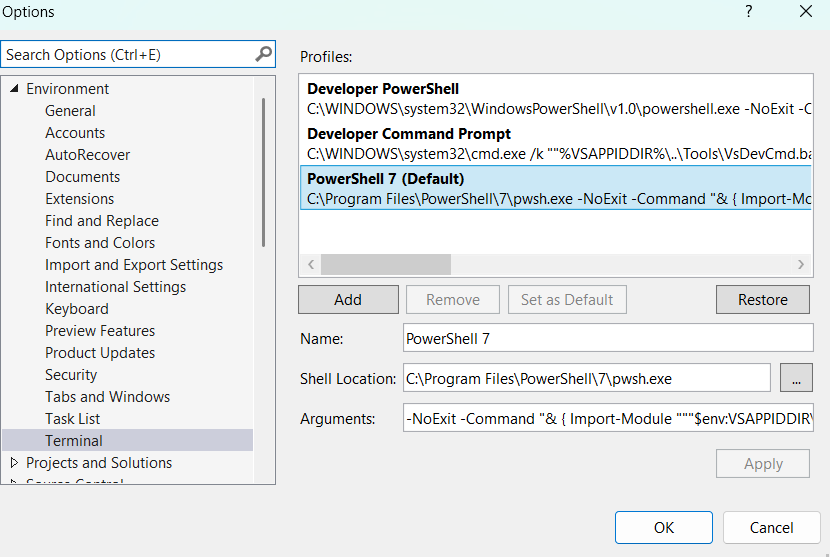 Options
?
Search Options (Ctrl+E)
Environment
General
Accounts
AutoRecover
Documents
Extensions
Find and Replace
Fonts and Colors
Import and Export Settings
International Settings
Keyboard
Preview Features
Product Updates
Security
Tabs and Windows
Task List
Terminal
Projects and Solutions
Source Control
Profiles:
Developer PowerShell
C:\WINDOWS\system32\WindowsPowerShell\v1.0\powershell.exe -NoExit -C
Developer Command Prompt
C:\WINDOWS\system32\cmd.exe /k ""%VSAPPIDDIR%\..\Tools\VsDevCmd.ba
PowerShell 7 (Default)
C:\Program Files\PowerShell\7\pwsh.exe -NoExit -Command "& { Import-Mo
Add
Remove
Set as Default
Restore
Name:
PowerShell 7
Shell Location:
C:\Program Files\PowerShell\7\pwsh.exe
...
Arguments:
-NoExit -Command "& { Import-Module """$env:VSAPPIDDIR\
Apply
OK
Cancel